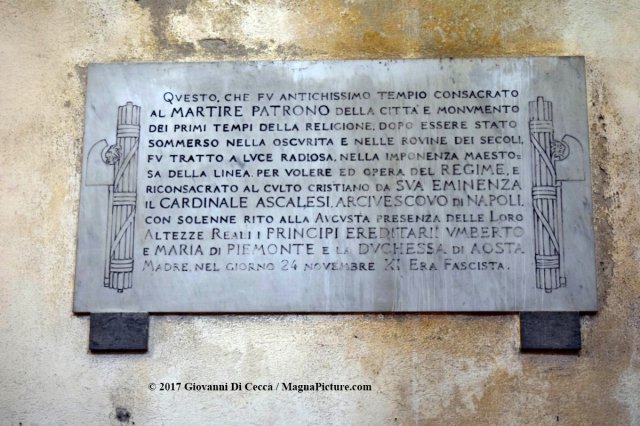 QVESTO, CHE FV ANTICHISSIMO TEMPIO CONSACRATO
AL MARTIRE PATRONO DELLA CITTÀ E MONVMENTO
DEI PRIMI TEMPI DELLA RELIGIONE, DOPO ESSERE STATO
SOMMERSO NELLA OSCVRITÀ E NELLE ROVINE DEI SECOLI,
FV TRATTO A LVCE RADIOSA, NELLA IMPONENZA MAESTO=
SA DELLA LINEA, PER VOLERE ED OPERA DEL REGIME, E
RICONSACRATO AL CVLTO CRISTIANO DA SVA EMINENZA
IL CARDINALE ASCALESI, ARCIVESCOVO DI NAPOLI,
CON SOLENNE RITO ALLA AVGVSTA PRESENZA DELLE LORO
ALTEZZE REALI I PRINCIPI EREDITARII VMBERTO
E MARIA DI PIEMONTE E LA DVCHESSA DI AOSTA
MADRE, NEL GIORNO 24 NOVEMBRE XI ERA FASCISTA.
© 2017 Giovanni Di Cecca / MagnaPicture.com